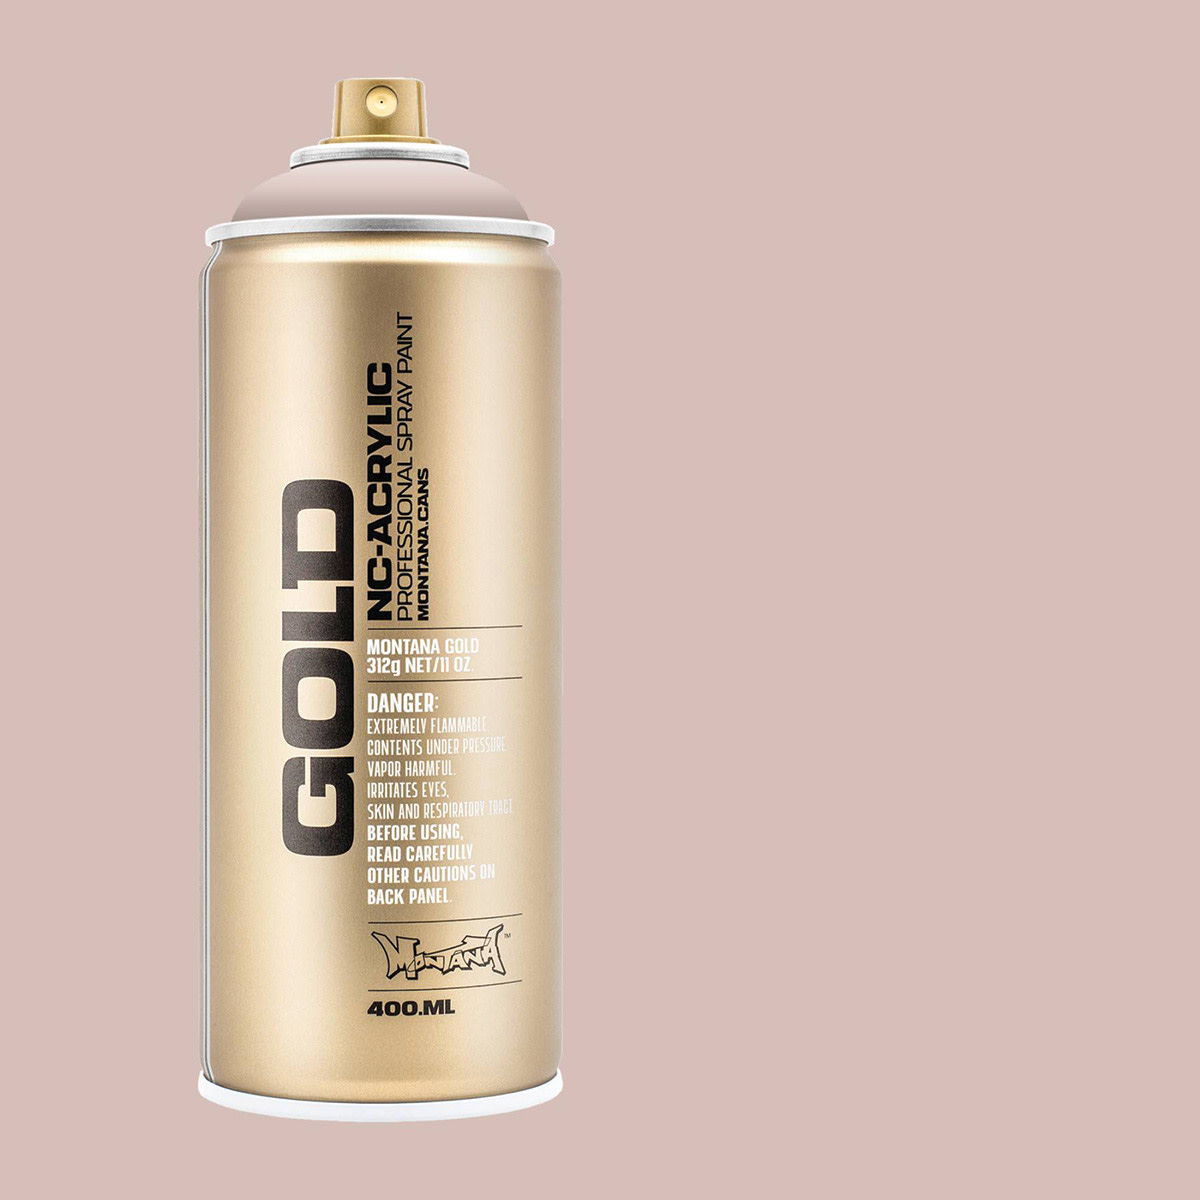 GOLD
NC-ACRYLIC
PROFESSIONAL SPRAY PAINT
MONTANA.CANS
MONTANA GOLD
312g NET/11 OZ.
DANGER:
EXTREMELY FLAMMABLE
CONTENTS UNDER PRESSURE.
VAPOR HARMFUL.
IRRITATES EYES,
SKIN AND RESPIRATORY TRACT.
BEFORE USING,
READ CAREFULLY
OTHER CAUTIONS ON
BACK PANEL.
MONTANA™
400.ML